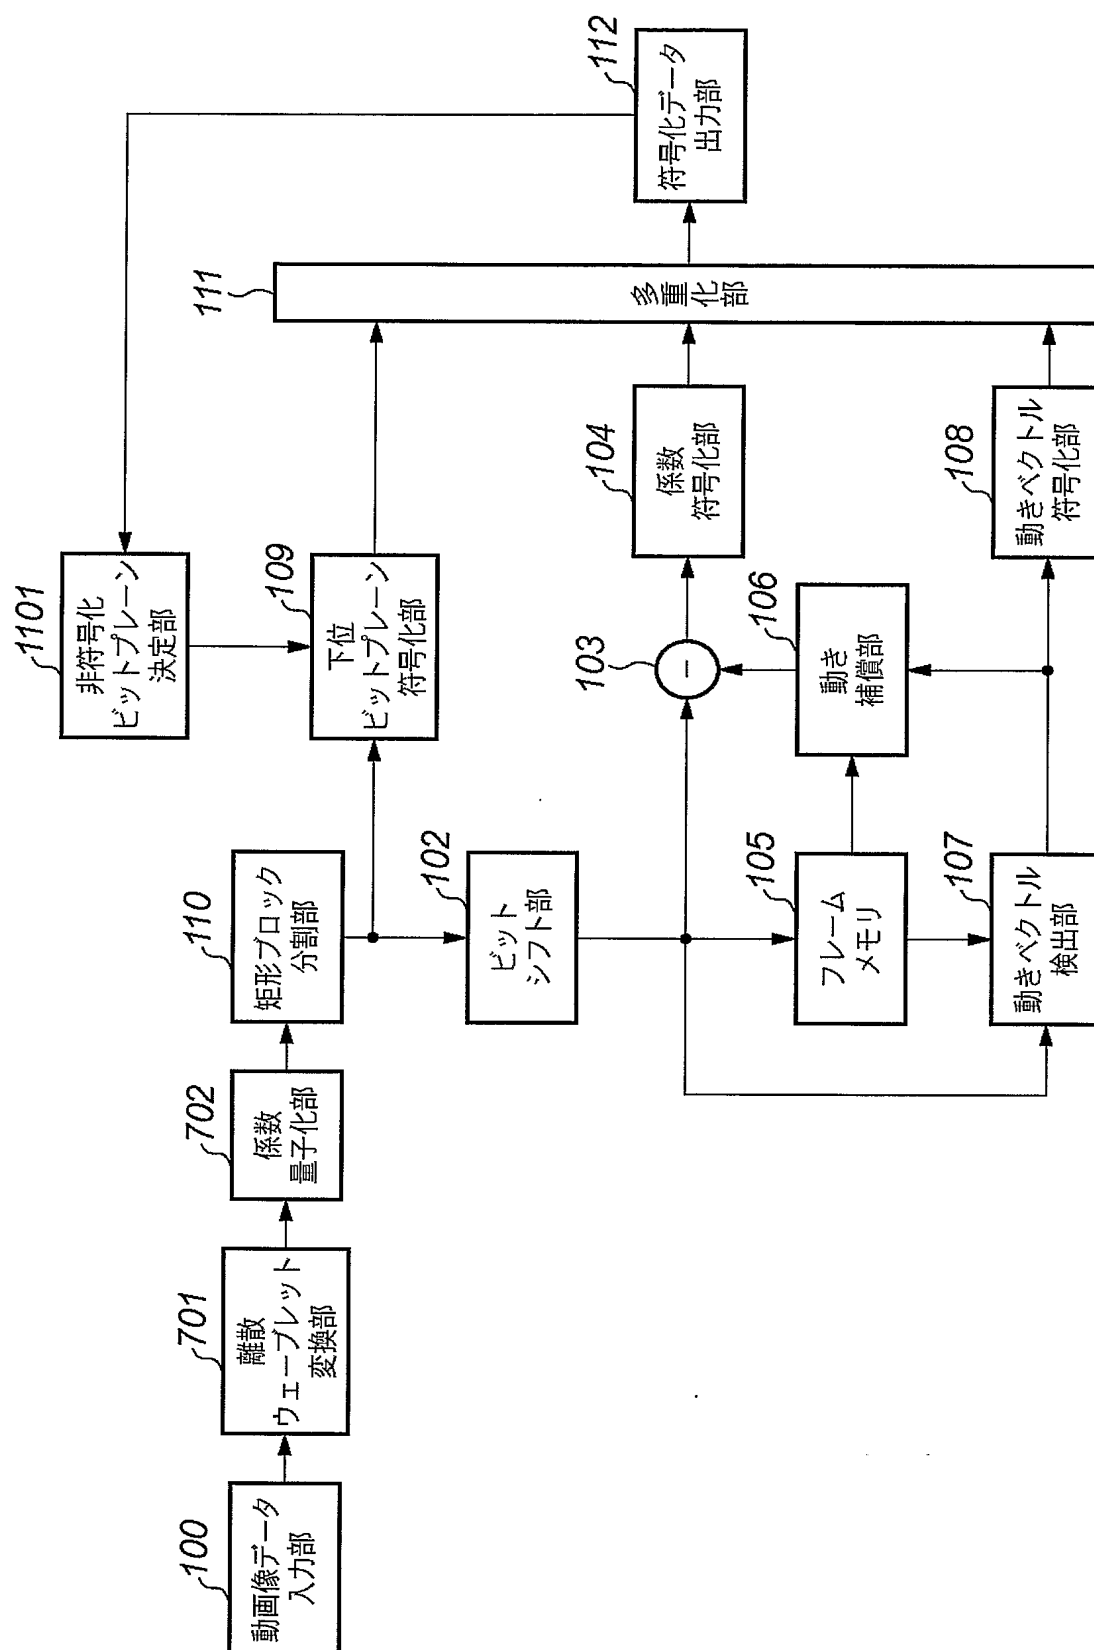 100
動画像データ
入力部
701
離散
ウェーブレット
変換部
702
係数
量子化部
110
矩形ブロック
分割部
1101
非符号化
ビットプレーン
決定部
109
下位
ビットプレーン
符号化部
102
ビット
シフト部
103
−
104
係数
符号化部
105
フレーム
メモリ
106
動き
補償部
107
動きベクトル
検出部
108
動きベクトル
符号化部
111
多重化部
112
符号化データ
出力部